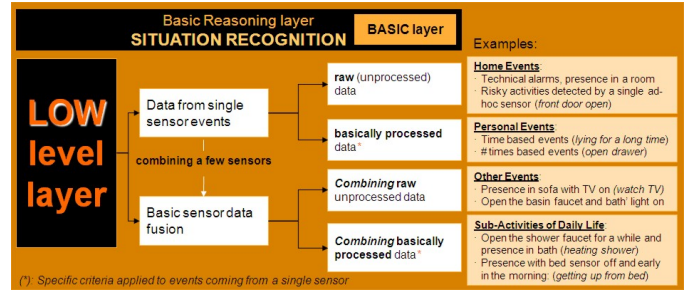 Basic Reasoning layer
SITUATION RECOGNITION
BASIC layer
Examples:
LOW
level
layer
Data from single
sensor events
combining a few sensors
Basic sensor data
fusion
raw (unprocessed)
data
basically processed
data*
Combining raw
unprocessed data
Combining basically
processed data*
Home Events:
· Technical alarms, presence in a room
· Risky activities detected by a single ad-
hoc sensor (front door open)
Personal Events:
· Time based events (lying for a long time)
· # times based events (open drawer)
Other Events:
· Presence in sofa with TV on (watch TV)
· Open the basin faucet and bath' light on
Sub-Activities of Daily Life:
· Open the shower faucet for a while and
presence in bath (heating shower)
· Presence with bed sensor off and early
in the morning: (getting up from bed)
(*): Specific criteria applied to events coming from a single sensor